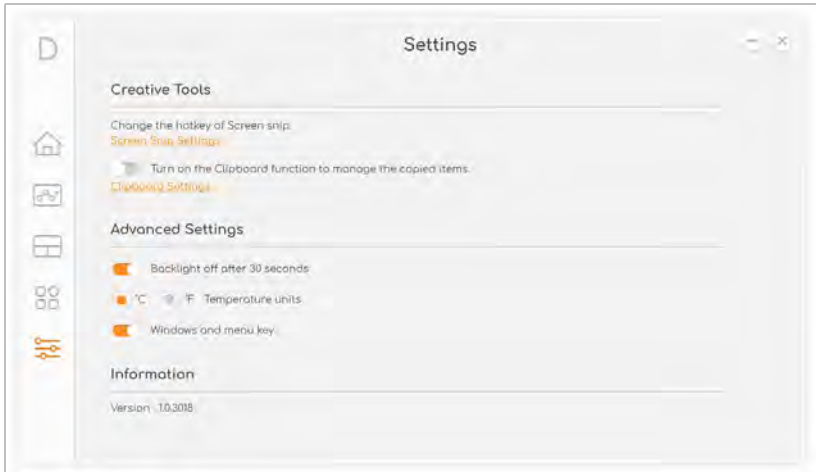 D
Settings
Creative Tools
Change the hotkey of Screen snip.
Screen Snip Settings
Turn on the Clipboard function to manage the copied items.
Clipboard Settings
Advanced Settings
Backlight off after 30 seconds
°C °F Temperature units
Windows and menu key
Information
Version 1.0.3018